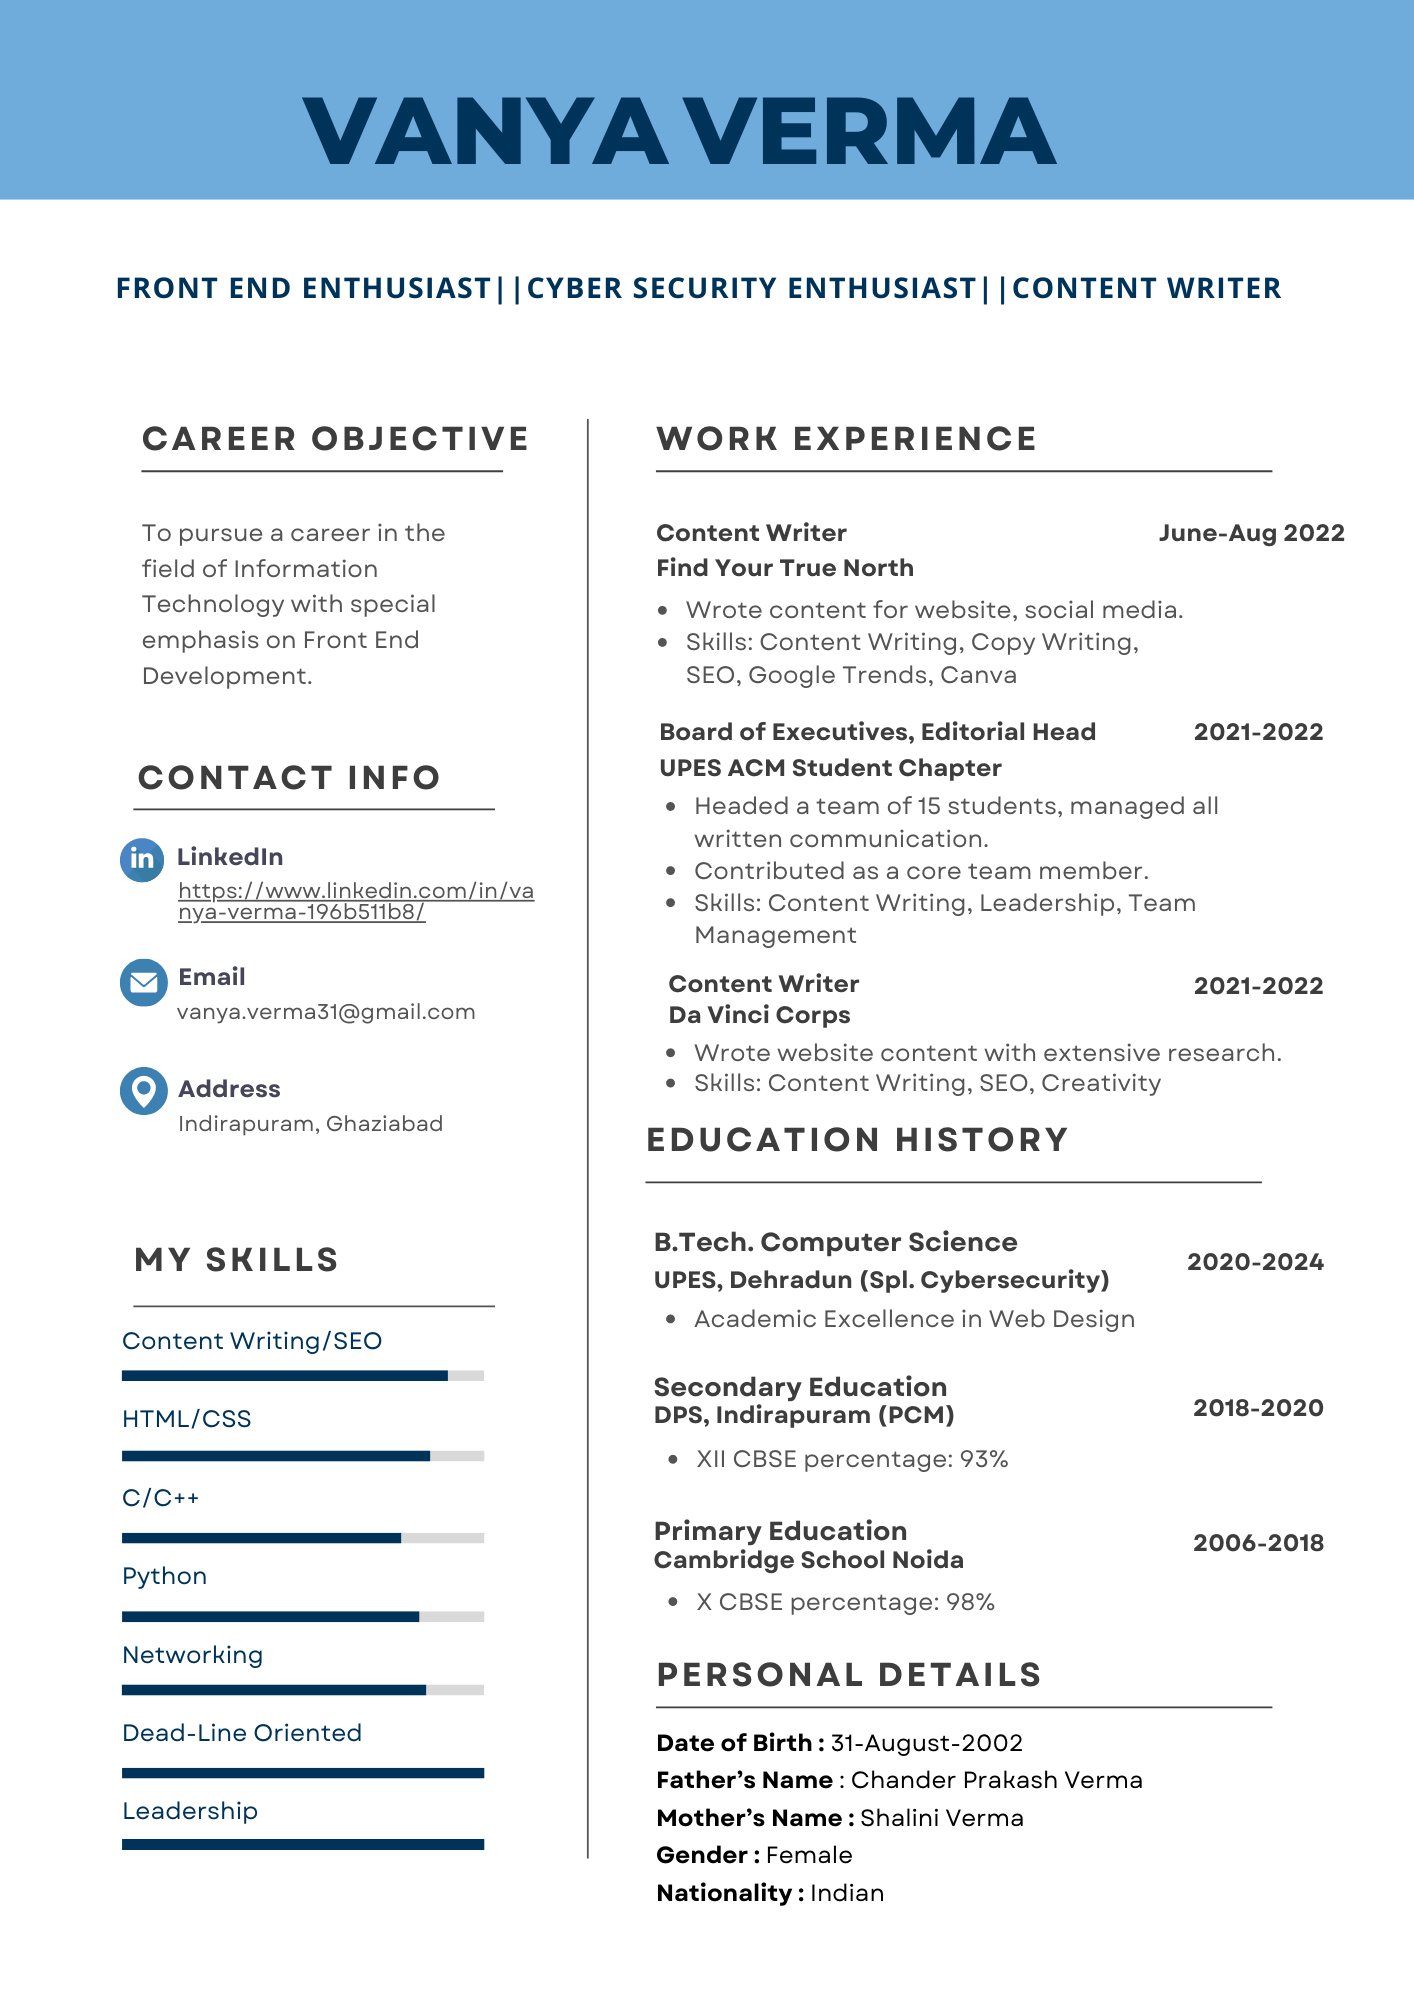 VANYA VERMA
FRONT END ENTHUSIAST||CYBER SECURITY ENTHUSIAST||CONTENT WRITER
CAREER OBJECTIVE
To pursue a career in the
field of Information
Technology with special
emphasis on Front End
Development.
CONTACT INFO
in LinkedIn
https://www.linkedin.com/in/va
nya-verma-196b511b8/
Email
vanya.verma31@gmail.com
Address
Indirapuram, Ghaziabad
MY SKILLS
Content Writing/SEO
HTML/CSS
C/C++
Python
Networking
Dead-Line Oriented
Leadership
WORK EXPERIENCE
Content Writer June-Aug 2022
Find Your True North
• Wrote content for website, social media.
• Skills: Content Writing, Copy Writing,
SEO, Google Trends, Canva
Board of Executives, Editorial Head 2021-2022
UPES ACM Student Chapter
• Headed a team of 15 students, managed all
written communication.
• Contributed as a core team member.
• Skills: Content Writing, Leadership, Team
Management
Content Writer 2021-2022
Da Vinci Corps
• Wrote website content with extensive research.
• Skills: Content Writing, SEO, Creativity
EDUCATION HISTORY
B.Tech. Computer Science
2020-2024
UPES, Dehradun (Spl. Cybersecurity)
• Academic Excellence in Web Design
Secondary Education
2018-2020
DPS, Indirapuram (PCM)
• XII CBSE percentage: 93%
Primary Education
2006-2018
Cambridge School Noida
• X CBSE percentage: 98%
PERSONAL DETAILS
Date of Birth : 31-August-2002
Father's Name : Chander Prakash Verma
Mother's Name : Shalini Verma
Gender : Female
Nationality : Indian